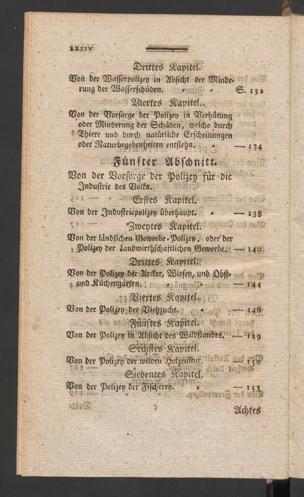 LXXIV
Drittes Kapitel.
Von der Wasserpolizey in Absicht der Minde-
rung der Wasserschäden. S. 132
Viertes Kapitel.
Von der Vorsorge der Polizey in Verhütung
oder Minderung der Schäden, welche durch
Thiere und durch natürliche Erscheinungen
oder Naturbegebenheiten entstehn. — 134
Fünfter Abschnitt.
Von der Vorsorge der Polizey für die
Industrie des Volks.
Erstes Kapitel.
Von der Industriepolizey überhaupt. — 138
Zweytes Kapitel.
Von der ländlichen Gewerbs-Polizey, oder der
Polizey der Landwirthschaftlichen Gewerbe. — 140
Drittes Kapitel.
Von der Polizey der Aecker, Wiesen, und Obst-
und Küchengärten. — 144
Viertes Kapitel.
Von der Polizey der Viehzucht. — 146
Fünftes Kapitel.
Von der Polizey in Absicht des Wildstandes. — 149
Sechstes Kapitel.
Von der Polizey der wilden Holzkultur.
Siebentes Kapitel.
Von der Polizey der Fischerey. — 153
Achtes